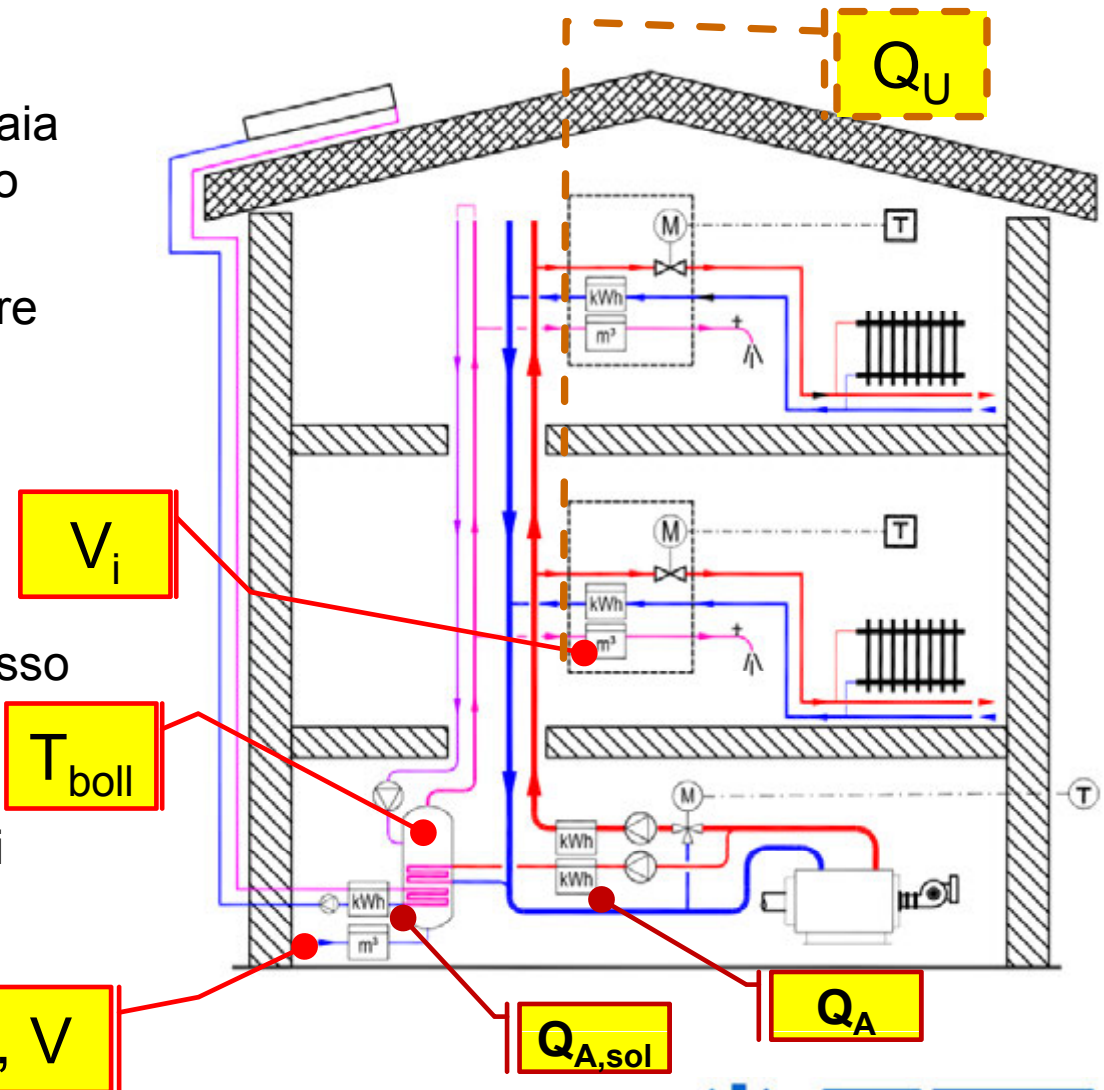 Q_U
aia
o
re
M
T
kWh
m³
V_i
M
T
kWh
m³
sso
T_boll
M
T
i
kWh
kWh
kWh
m³
, V
Q_A,sol
Q_A